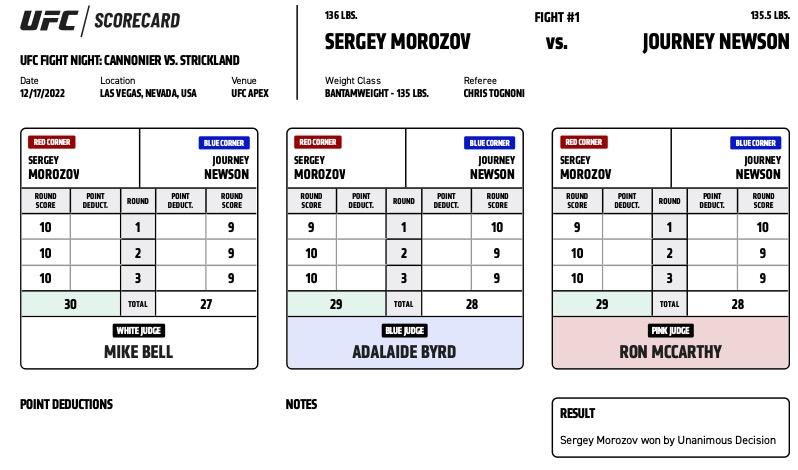 UFC / SCORECARD
UFC FIGHT NIGHT: CANNONIER VS. STRICKLAND
Date Location Venue
12/17/2022 LAS VEGAS, NEVADA, USA UFC APEX
136 LBS. FIGHT #1 135.5 LBS.
SERGEY MOROZOV vs. JOURNEY NEWSON
Weight Class Referee
BANTAMWEIGHT - 135 LBS. CHRIS TOGNONI
RED CORNER BLUE CORNER
SERGEY JOURNEY
MOROZOV NEWSON
ROUND POINT ROUND POINT ROUND
SCORE DEDUCT. DEDUCT. SCORE
10 1 9
10 2 9
10 3 9
30 TOTAL 27
WHITE JUDGE
MIKE BELL
RED CORNER BLUE CORNER
SERGEY JOURNEY
MOROZOV NEWSON
ROUND POINT ROUND POINT ROUND
SCORE DEDUCT. DEDUCT. SCORE
9 1 10
10 2 9
10 3 9
29 TOTAL 28
BLUE JUDGE
ADALAIDE BYRD
RED CORNER BLUE CORNER
SERGEY JOURNEY
MOROZOV NEWSON
ROUND POINT ROUND POINT ROUND
SCORE DEDUCT. DEDUCT. SCORE
9 1 10
10 2 9
10 3 9
29 TOTAL 28
PINK JUDGE
RON MCCARTHY
POINT DEDUCTIONS
NOTES
RESULT
Sergey Morozov won by Unanimous Decision